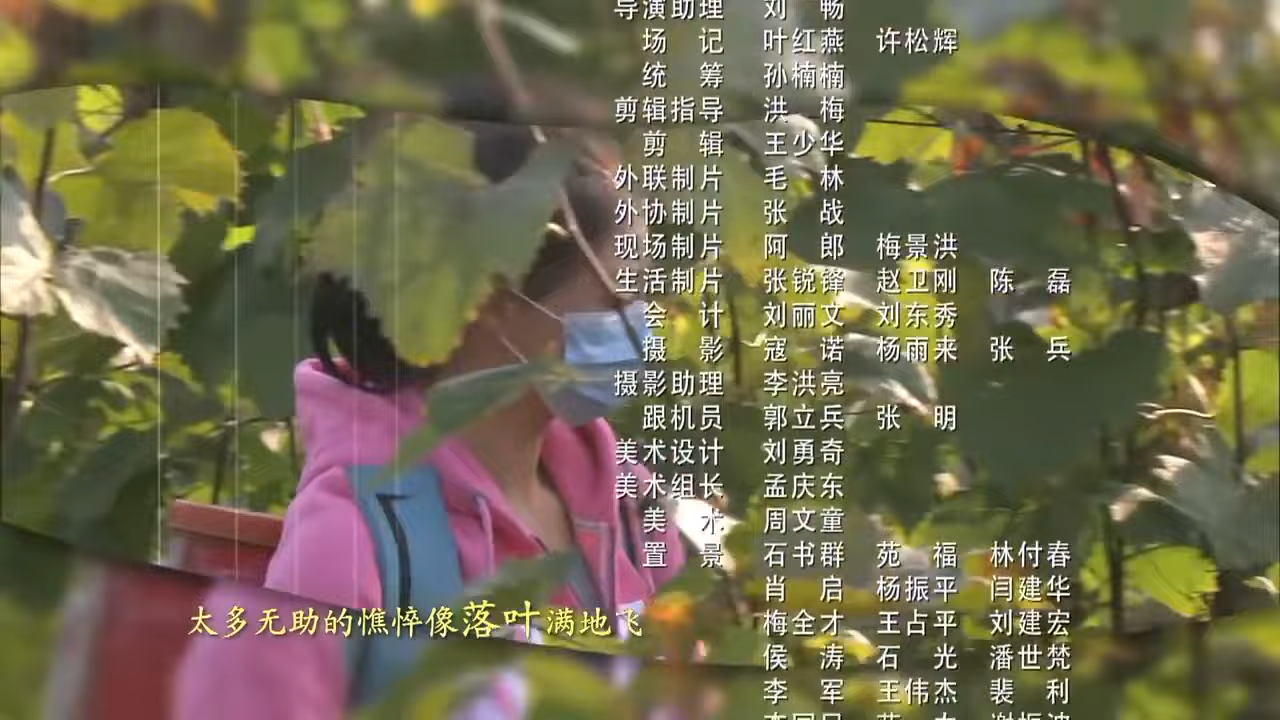 导演助理 刘畅
场记 叶红燕 许松辉
统筹 孙楠楠
剪辑指导 洪梅
剪辑 王少华
外联制片 毛林
外协制片 张战
现场制片 阿郎 梅景洪
生活制片 张锐锋 赵卫刚 陈磊
会计 刘丽文 刘东秀
摄影 寇诺 杨雨来 张兵
摄影助理 李洪亮
跟机员 郭立兵 张明
美术设计 刘勇奇
美术组长 孟庆东
美术 周文童
置景 石书群 苑福 林付春
肖启 杨振平 闫建华
梅全才 王占平 刘建宏
侯涛 石光 潘世梵
李军 王伟杰 裴利
太多无助的憔悴像落叶满地飞